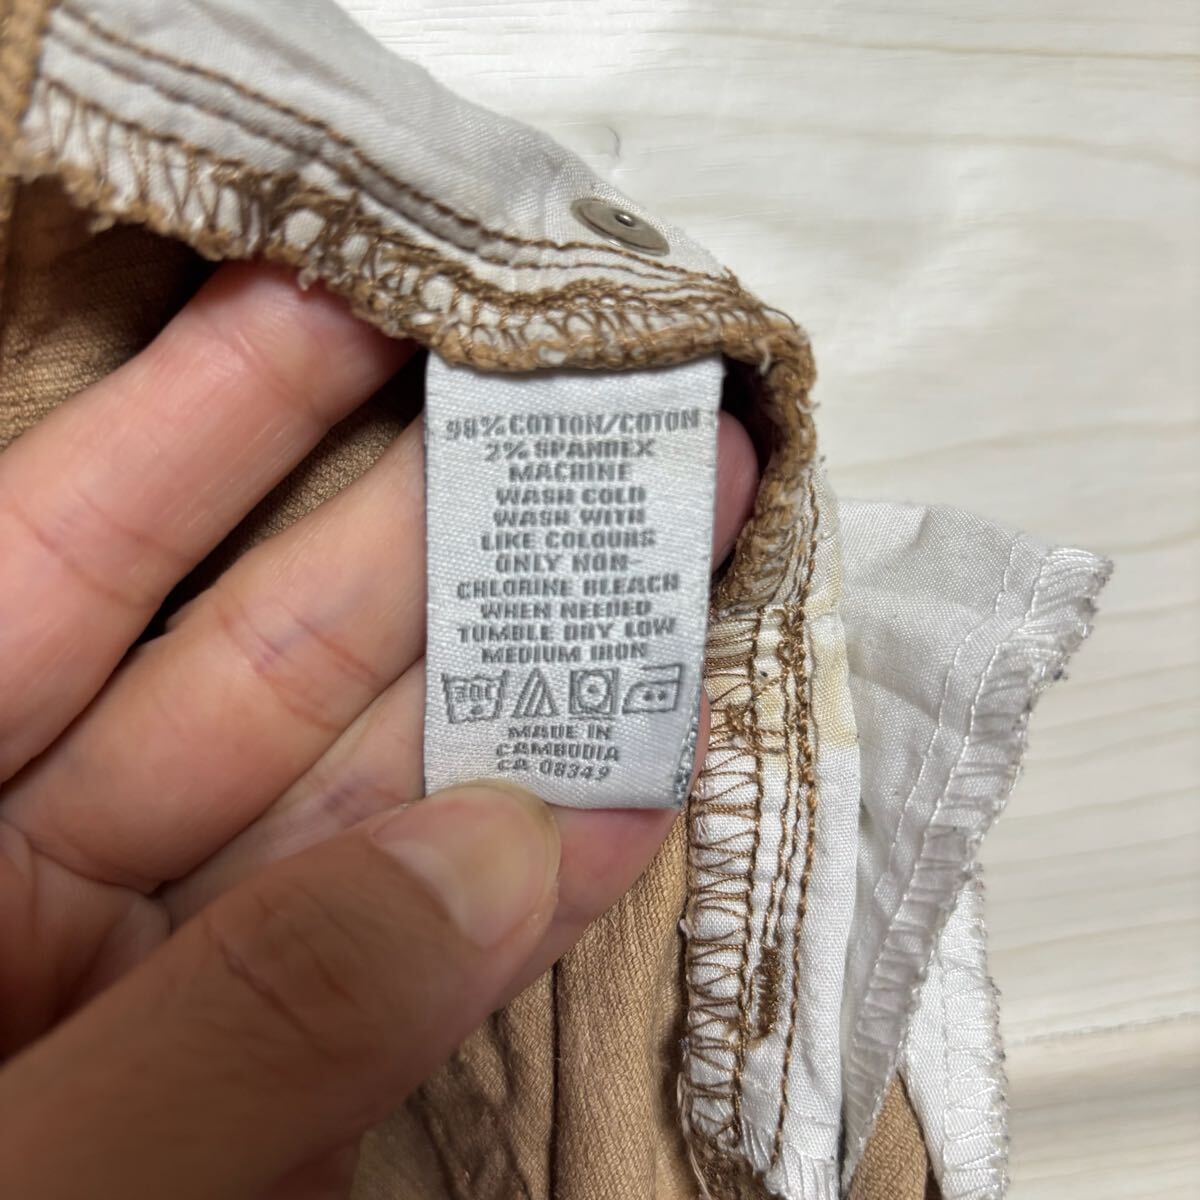 98% COTTON/COTON
2% SPANDEX
MACHINE
WASH COLD
WASH WITH
LIKE COLOURS
ONLY NON-
CHLORINE BLEACH
WHEN NEEDED
TUMBLE DRY LOW
MEDIUM IRON
30C
MADE IN
CAMBODIA
CA 08349